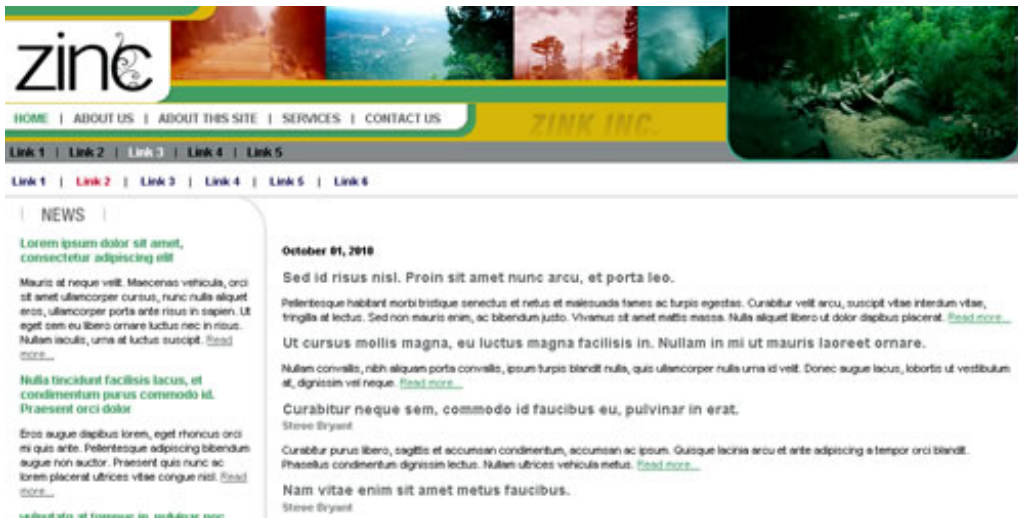 zinc
HOME | ABOUT US | ABOUT THIS SITE | SERVICES | CONTACT US
ZINK INC.
Link 1 | Link 2 | Link 3 | Link 4 | Link 5
Link 1 | Link 2 | Link 3 | Link 4 | Link 5 | Link 6
NEWS
Lorem ipsum dolor sit amet,
consectetur adipiscing elit
Mauris at neque velit. Maecenas vehicula, orci
sit amet ullamcorper cursus, nunc nulla aliquet
eros, ullamcorper porta ante risus in sapien. Ut
eget sem eu libero ornare luctus nec in risus.
Nullam iaculis, urna at luctus suscipit. Read
more...
Nulla tincidunt facilisis lacus, et
condimentum purus commodo id.
Praesent orci dolor
Eros augue dapibus lorem, eget rhoncus orci
mi quis ante. Pellentesque adipiscing bibendum
augue non auctor. Praesent quis nunc ac
lorem placerat ultrices vitae congue nisl. Read
more...
vulputate at tempus in, pulvinar nec
October 01, 2010
Sed id risus nisl. Proin sit amet nunc arcu, et porta leo.
Pellentesque habitant morbi tristique senectus et netus et malesuada fames ac turpis egestas. Curabitur velit arcu, suscipit vitae interdum vitae,
fringilla at lectus. Sed non mauris enim, ac bibendum justo. Vivamus sit amet mattis massa. Nulla aliquet libero ut dolor dapibus placerat. Read more...
Ut cursus mollis magna, eu luctus magna facilisis in. Nullam in mi ut mauris laoreet ornare.
Nullam convallis, nibh aliquam porta convallis, ipsum turpis blandit nulla, quis ullamcorper nulla urna id velit. Donec augue lacus, lobortis ut vestibulum
at, dignissim vel neque. Read more...
Curabitur neque sem, commodo id faucibus eu, pulvinar in erat.
Steve Bryant
Curabitur purus libero, sagittis et accumsan condimentum, accumsan ac ipsum. Quisque lacinia arcu et ante adipiscing a tempor orci blandit.
Phasellus condimentum dignissim lectus. Nullam ultrices vehicula metus. Read more...
Nam vitae enim sit amet metus faucibus.
Steve Bryant